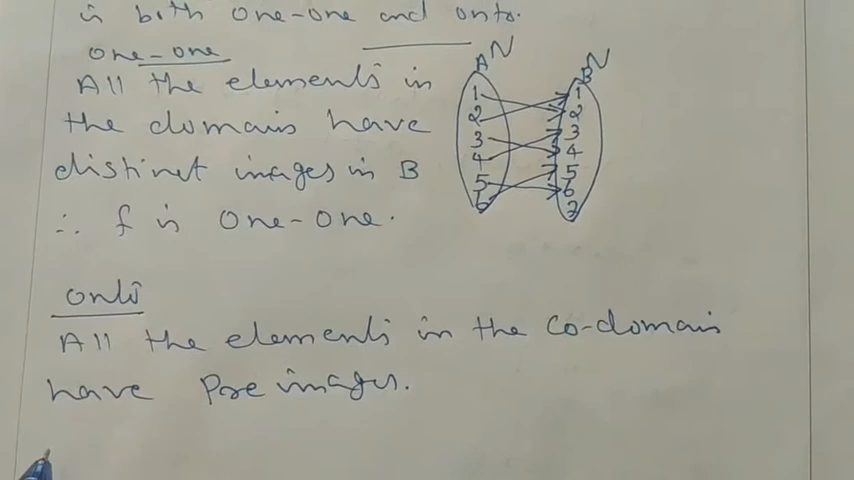 is both one-one and onto.
one-one
All the elements in
the domain have
distinct images in B
∴ f is one-one.
A N
B N
1 1
2 2
3 3
4 4
5 5
6 6
7
onto
All the elements in the co-domain
have Pre images.